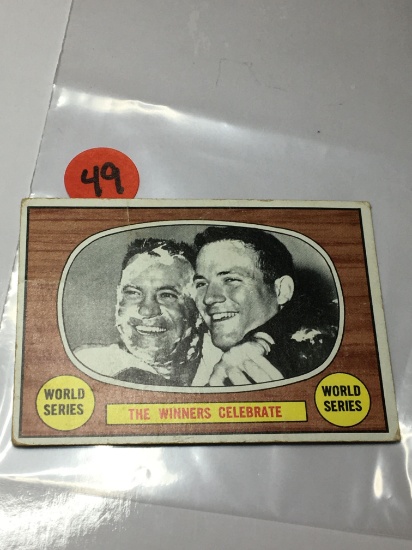 49
WORLD
SERIES
THE WINNERS CELEBRATE
WORLD
SERIES